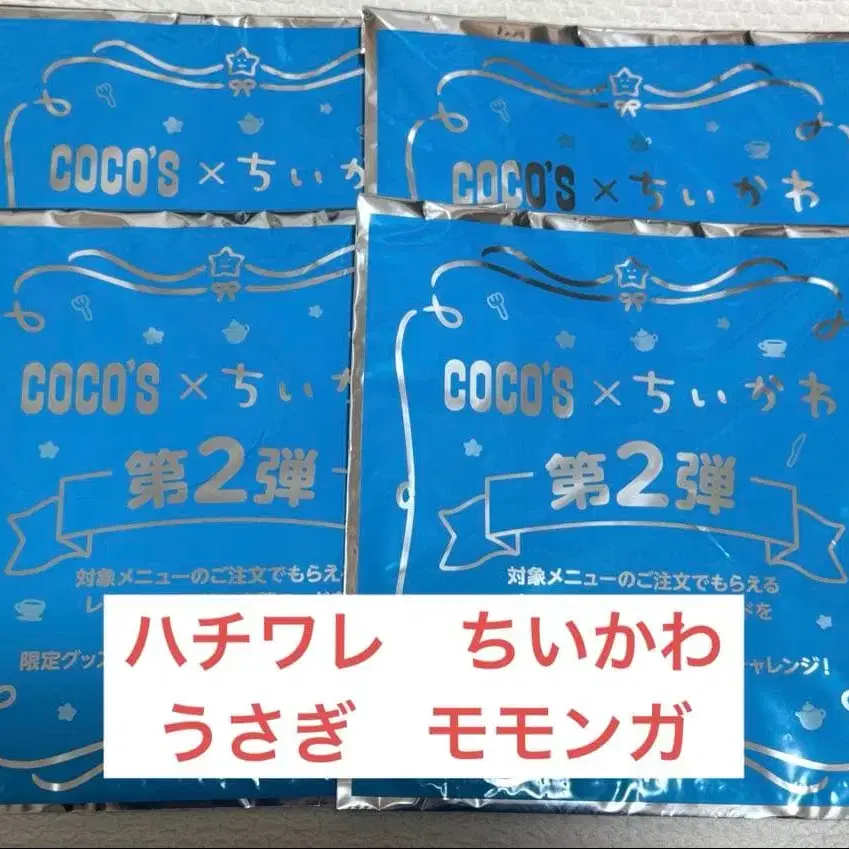 COCO'S×ちいか
COCO'S×ちいかわ
COCO'S×ちいか
第2弾
対象メニューのご注文でもらえる
レ
限定グッズ
COCO'S×ちいかわ
第2弾
対象メニューのご注文でもらえる
ドを
チャレンジ!
ハチワレ ちいかわ
うさぎ モモンガ